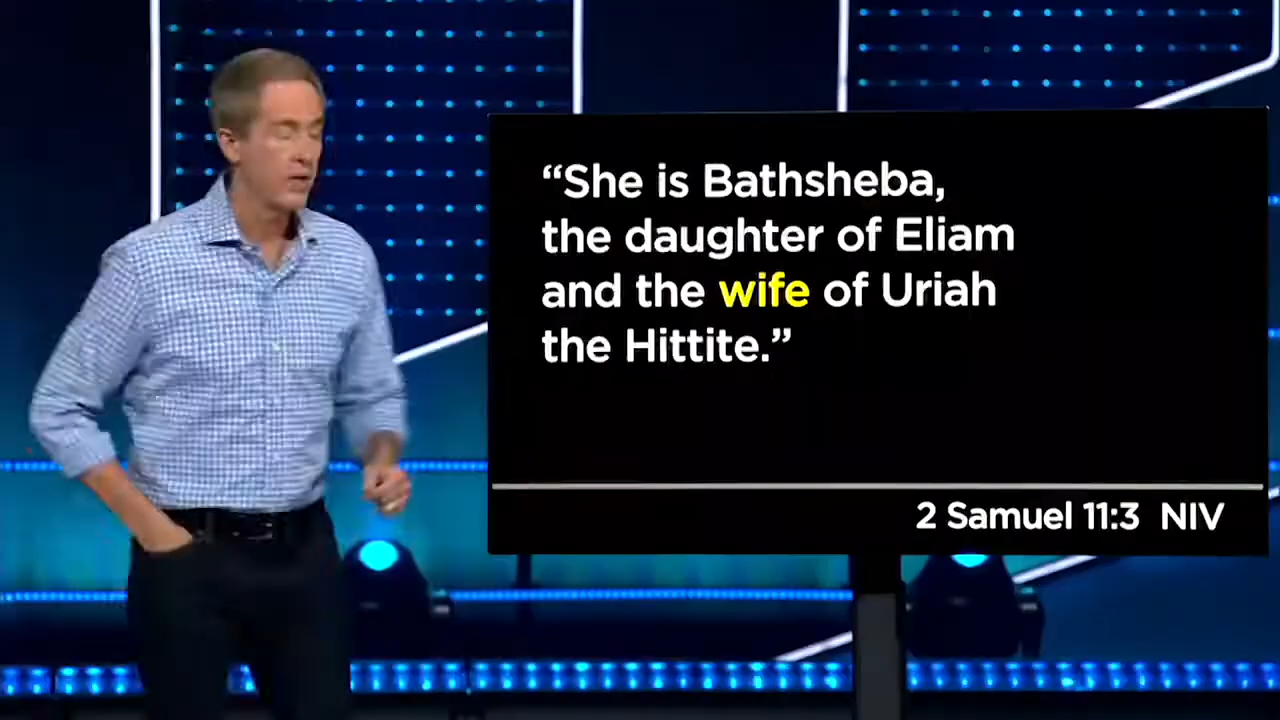 “She is Bathsheba,
the daughter of Eliam
and the wife of Uriah
the Hittite.”
2 Samuel 11:3 NIV